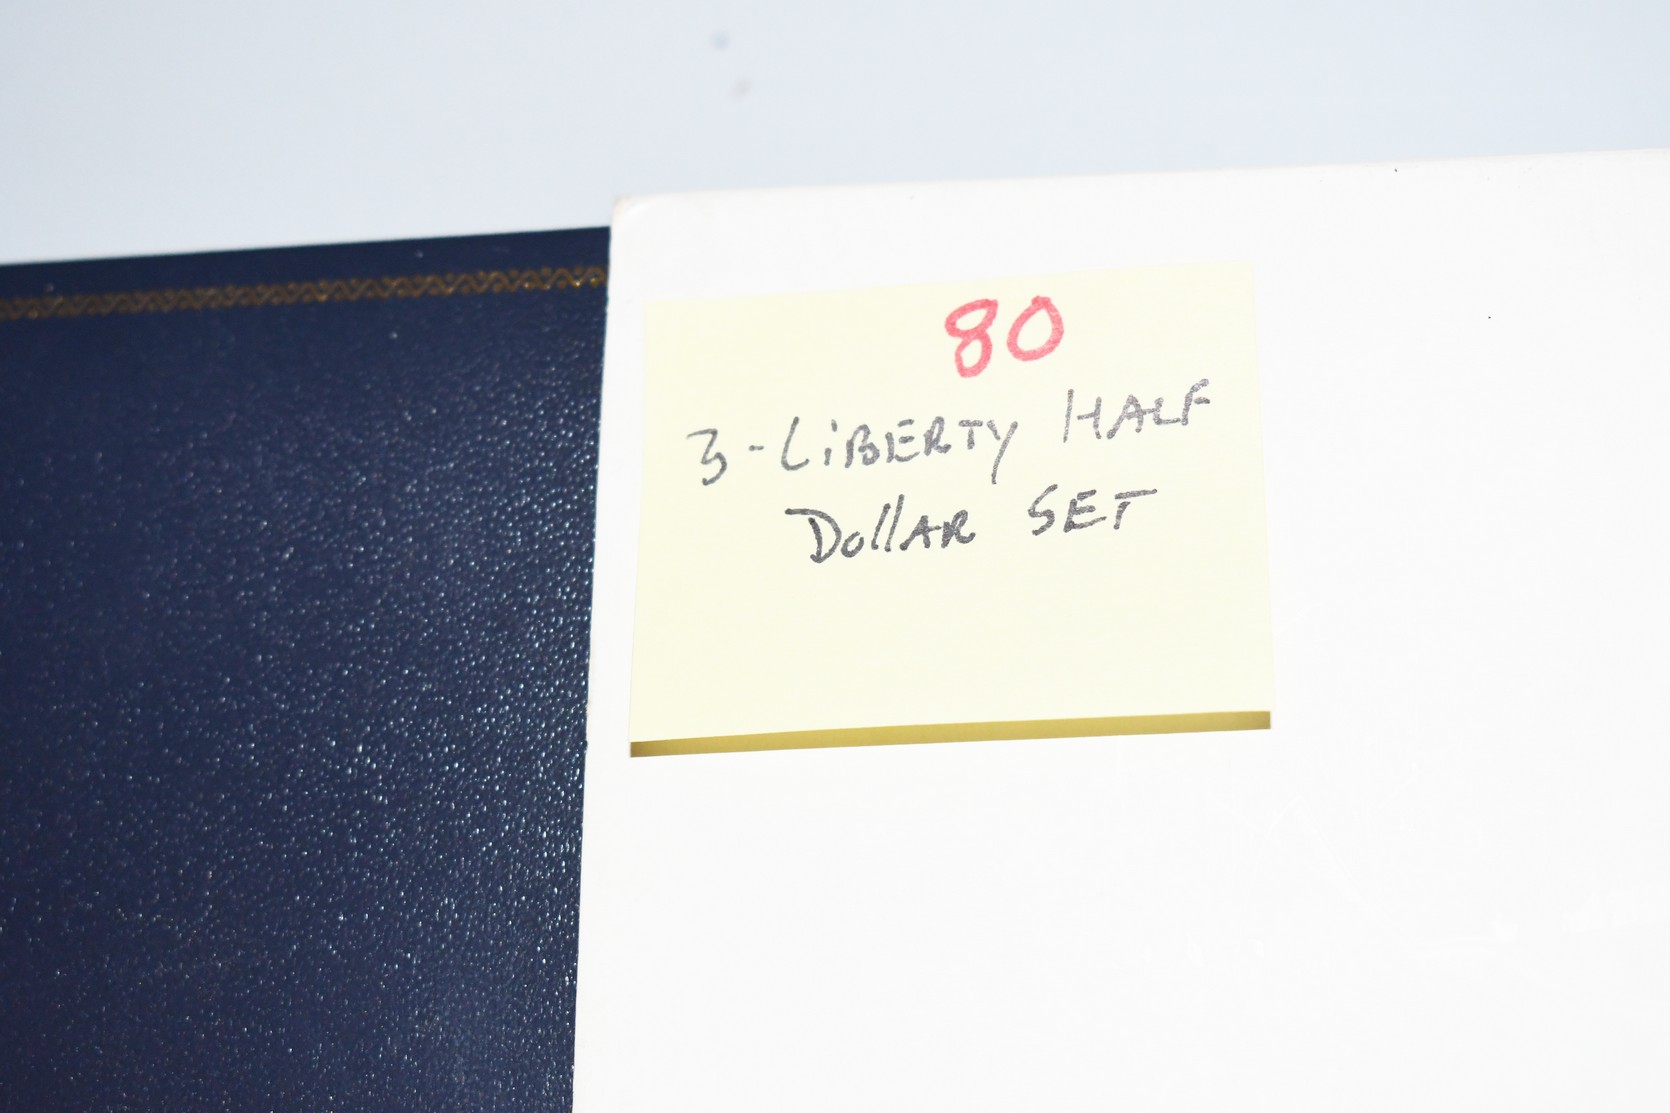 80
3-LiBERTY HALF
DollAR SET